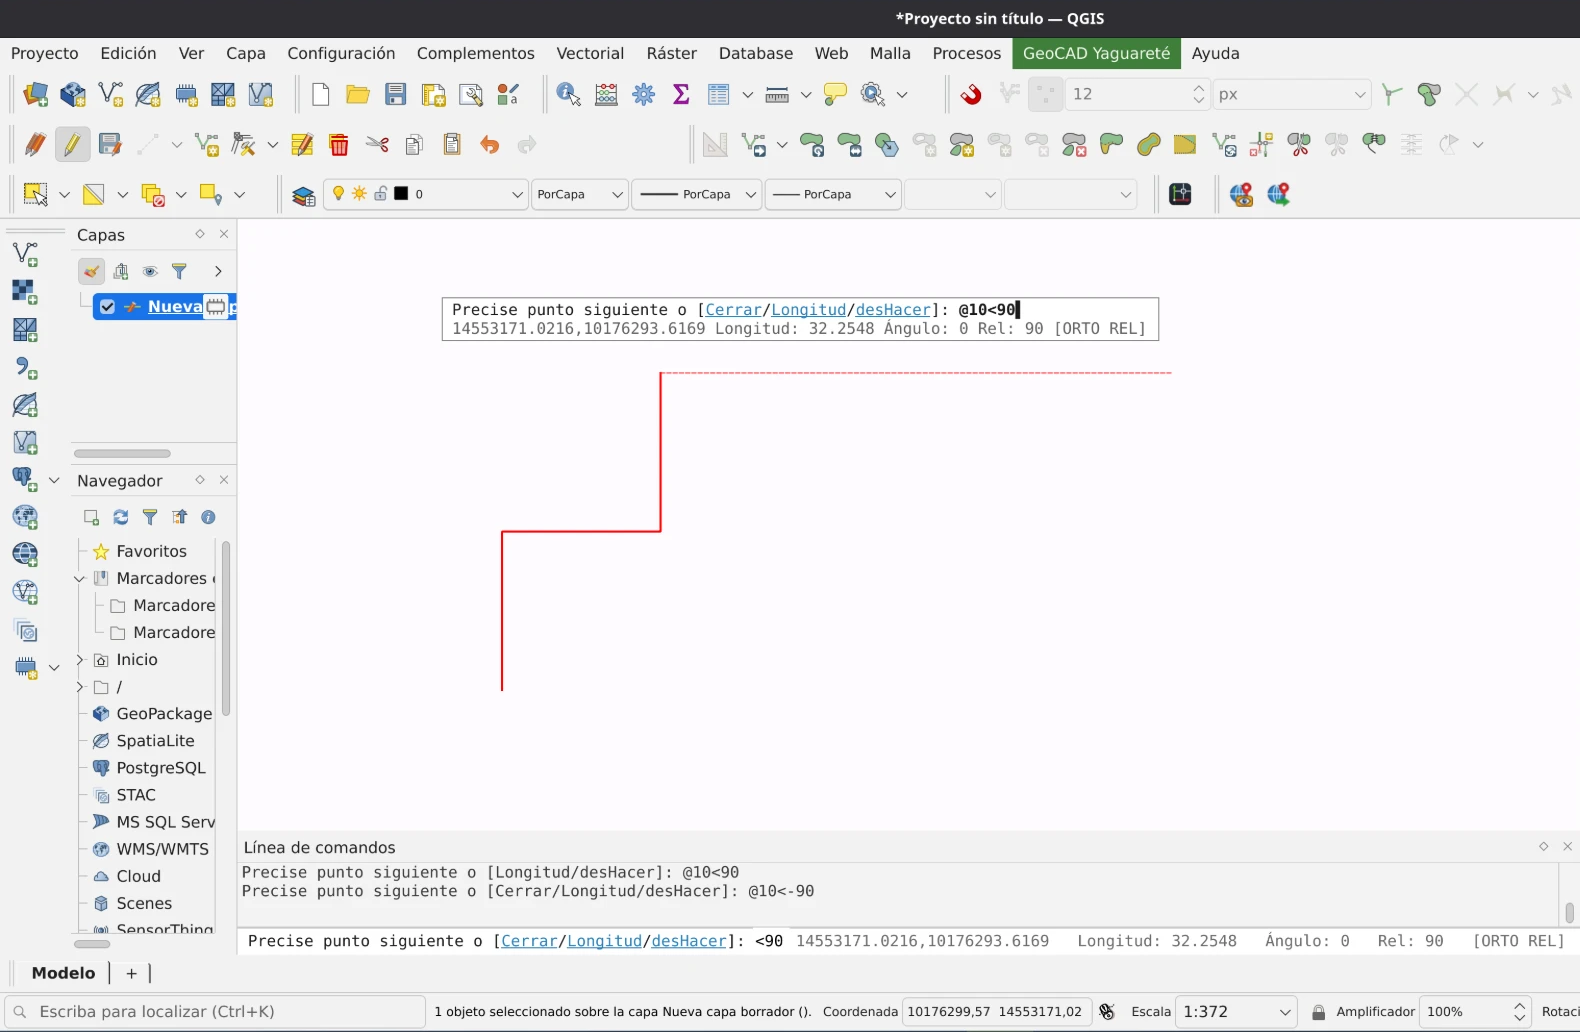 *Proyecto sin título — QGIS
Proyecto Edición Ver Capa Configuración Complementos Vectorial Ráster Database Web Malla Procesos GeoCAD Yaguareté Ayuda
12 px
0 PorCapa PorCapa PorCapa
Capas
Nueva
Precise punto siguiente o [Cerrar/Longitud/desHacer]: @10<90
14553171.0216,10176293.6169 Longitud: 32.2548 Ángulo: 0 Rel: 90 [ORTO REL]
Navegador
Favoritos
Marcadores
Marcadore
Marcadore
Inicio
/
GeoPackage
SpatiaLite
PostgreSQL
STAC
MS SQL Serv
WMS/WMTS
Cloud
Scenes
SensorThing
Línea de comandos
Precise punto siguiente o [Longitud/desHacer]: @10<90
Precise punto siguiente o [Cerrar/Longitud/desHacer]: @10<-90
Precise punto siguiente o [Cerrar/Longitud/desHacer]: <90 14553171.0216,10176293.6169 Longitud: 32.2548 Ángulo: 0 Rel: 90 [ORTO REL]
Modelo +
Escriba para localizar (Ctrl+K) 1 objeto seleccionado sobre la capa Nueva capa borrador (). Coordenada 10176299,57 14553171,02 Escala 1:372 Amplificador 100% Rotaci